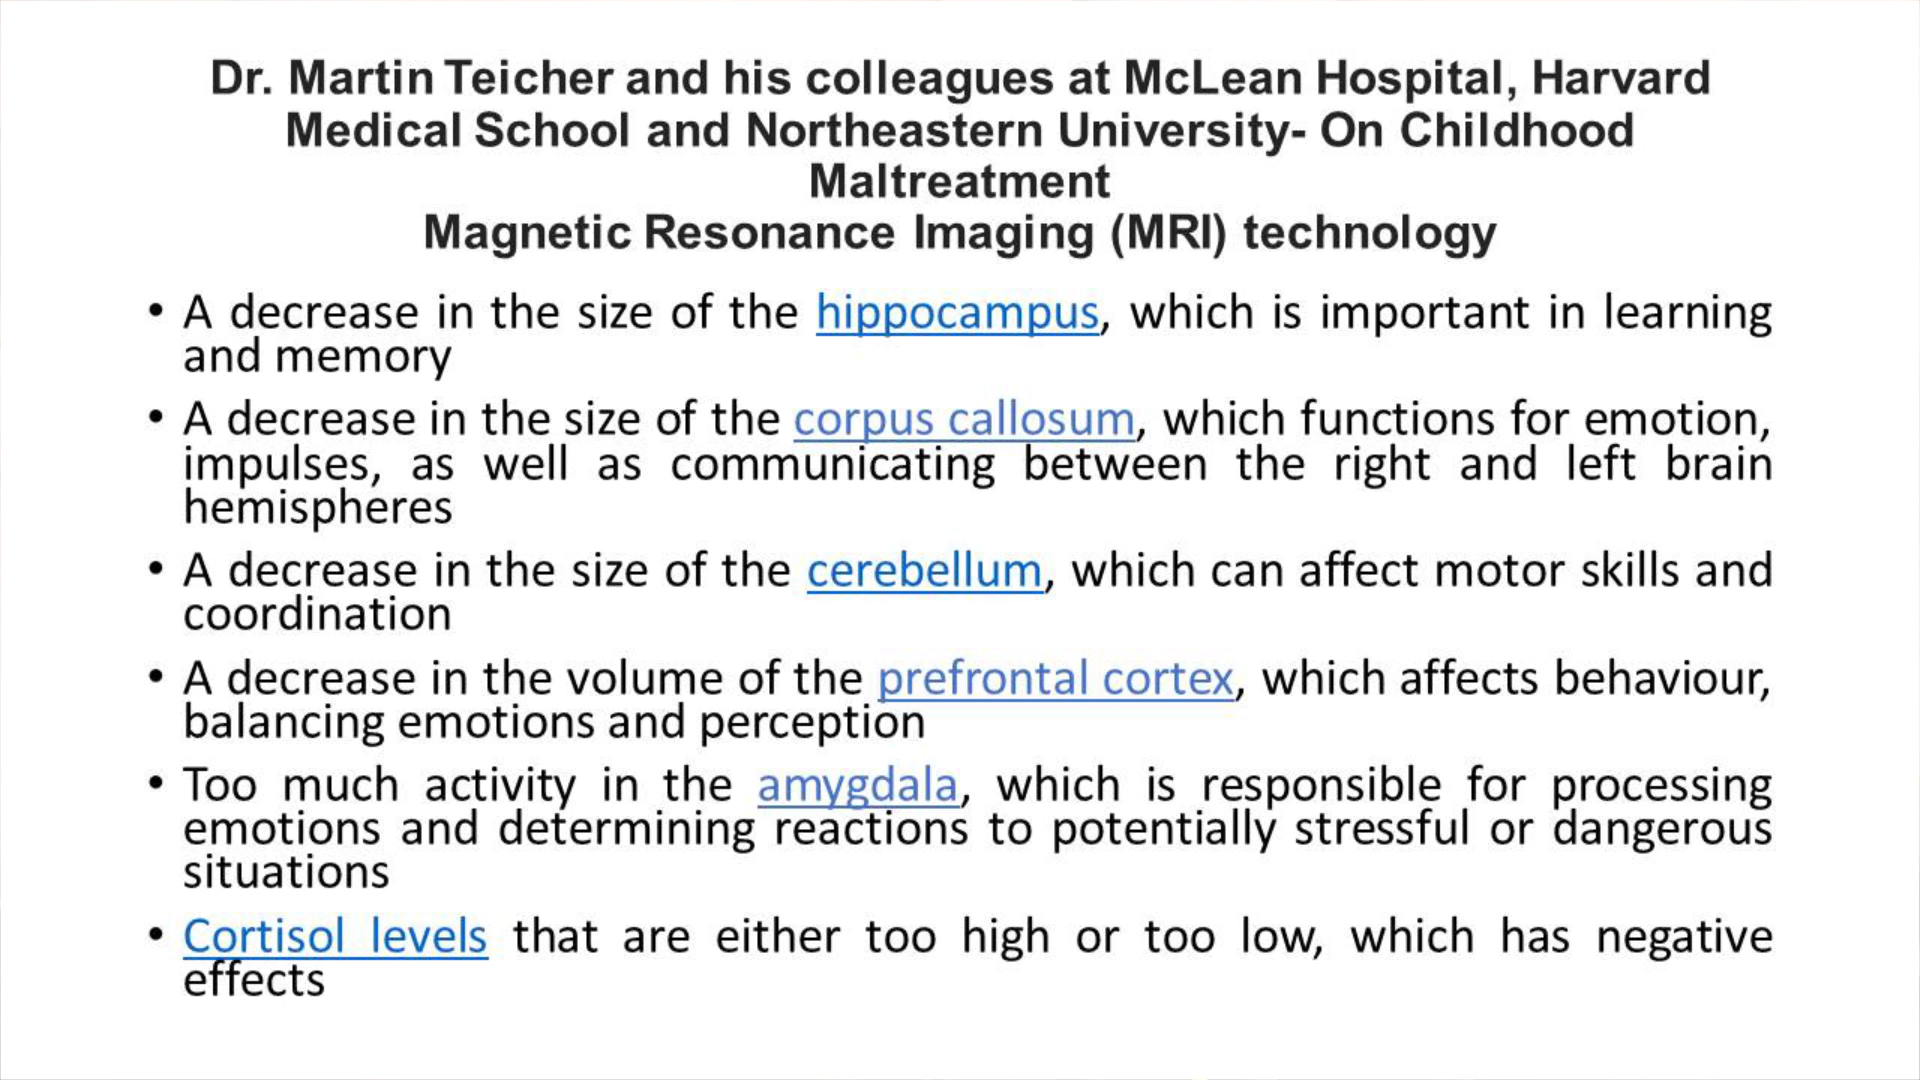 Dr. Martin Teicher and his colleagues at McLean Hospital, Harvard
Medical School and Northeastern University- On Childhood
Maltreatment
Magnetic Resonance Imaging (MRI) technology
• A decrease in the size of the hippocampus, which is important in learning
and memory
• A decrease in the size of the corpus callosum, which functions for emotion,
impulses, as well as communicating between the right and left brain
hemispheres
• A decrease in the size of the cerebellum, which can affect motor skills and
coordination
• A decrease in the volume of the prefrontal cortex, which affects behaviour,
balancing emotions and perception
• Too much activity in the amygdala, which is responsible for processing
emotions and determining reactions to potentially stressful or dangerous
situations
• Cortisol levels that are either too high or too low, which has negative
effects